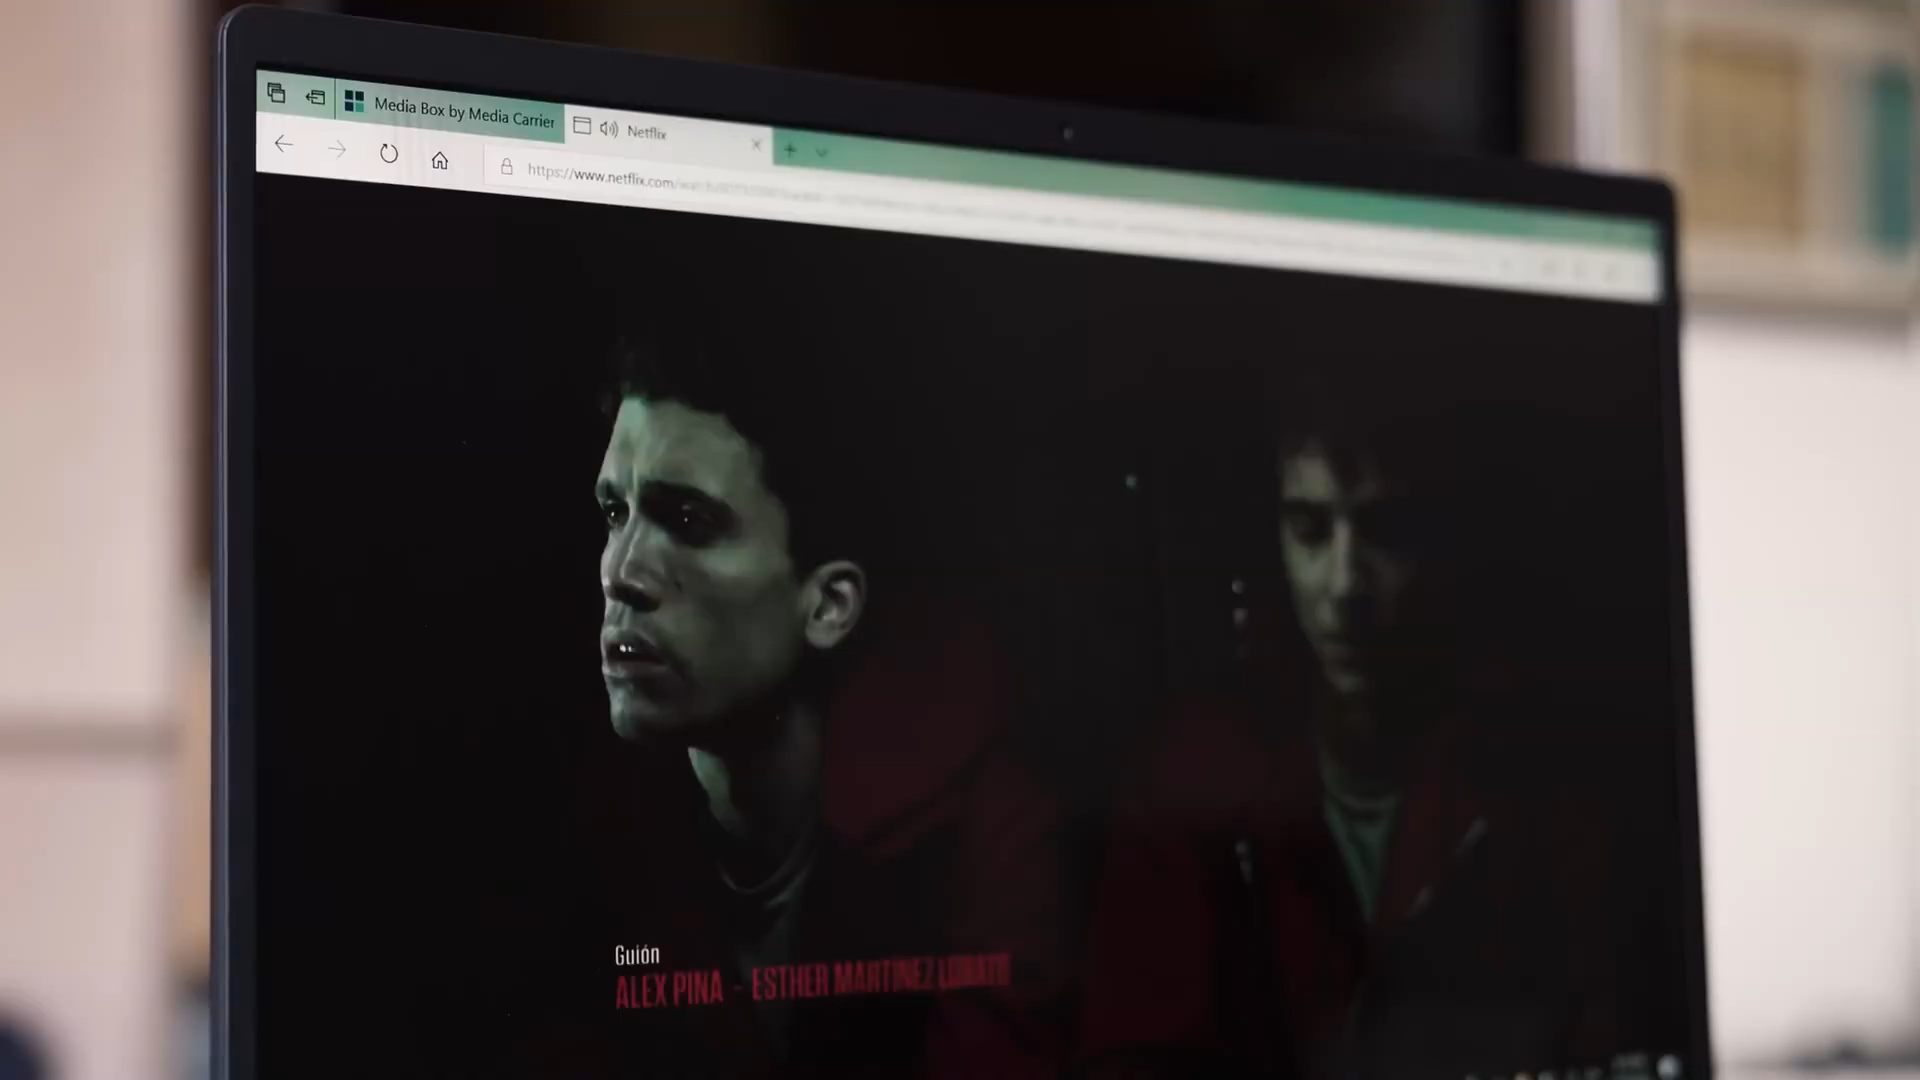 Media Box by Media Carrier
Netflix
https://www.netflix.com/
Guión
ALEX PINA - ESTHER MARTINEZ LOBATO